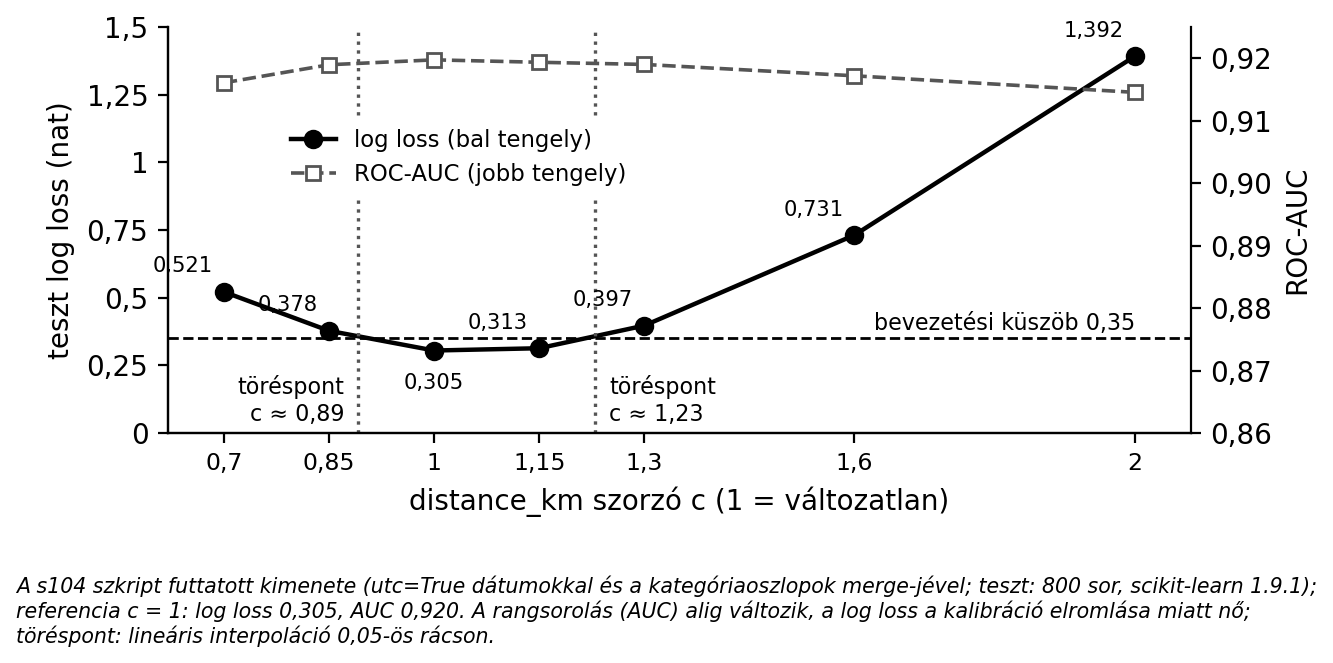 1,392
1,5
1,25
1
0,75
0,5
0,25
0
teszt log loss (nat)
log loss (bal tengely)
ROC-AUC (jobb tengely)
0,92
0,91
0,90
0,89
0,88
0,87
0,86
ROC-AUC
0,731
0,521
0,378
0,397
0,313
0,305
bevezetési küszöb 0,35
töréspont
c ≈ 0,89
töréspont
c ≈ 1,23
0,7 0,85 1 1,15 1,3 1,6 2
distance_km szorzó c (1 = változatlan)
A s104 szkript futtatott kimenete (utc=True dátumokkal és a kategóriaoszlopok merge-jével; teszt: 800 sor, scikit-learn 1.9.1);
referencia c = 1: log loss 0,305, AUC 0,920. A rangsorolás (AUC) alig változik, a log loss a kalibráció elromlása miatt nő;
töréspont: lineáris interpoláció 0,05-ös rácson.